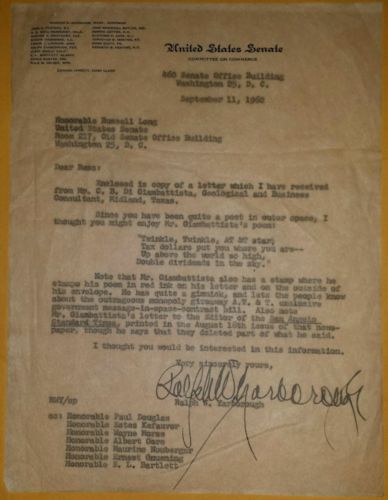 WARREN G. MAGNUSON, WASH., CHAIRMAN
United States Senate
COMMITTEE ON COMMERCE
460 Senate Office Building
Washington 25, D. C.
September 11, 1962
Honorable Russell Long
United States Senate
Room 217, Old Senate Office Building
Washington 25, D. C.
Dear Russ:
Enclosed is copy of a letter which I have received
from Mr. C. B. Di Giambattista, Geological and Business
Consultant, Midland, Texas.
Since you have been quite a poet in outer space, I
thought you might enjoy Mr. Giambattista's poem:
"Twinkle, Twinkle, AT&T star;
Tax dollars put you where you are--
Up above the world so high,
Double dividends in the sky."
Note that Mr. Giambattista also has a stamp where he
stamps his poem in red ink on his letter and on the outside of
his envelope. He has quite a gimmick, and lets the people know
about the outrageous monopoly giveaway A.T. & T. exclusive
government message-in-space-contract bill. Also note
Mr. Giambattista's letter to the Editor of the San Angelo
Standard Times, printed in the August 18th issue of that news-
paper, though he says that they deleted part of what he said.
I thought you would be interested in this information.
Very sincerely yours,
Ralph W. Yarborough
Ralph W. Yarborough
RWY/cp
cc: Honorable Paul Douglas
Honorable Estes Kefauver
Honorable Wayne Morse
Honorable Albert Gore
Honorable Maurine Neuberger
Honorable Ernest Gruening
Honorable E. L. Bartlett